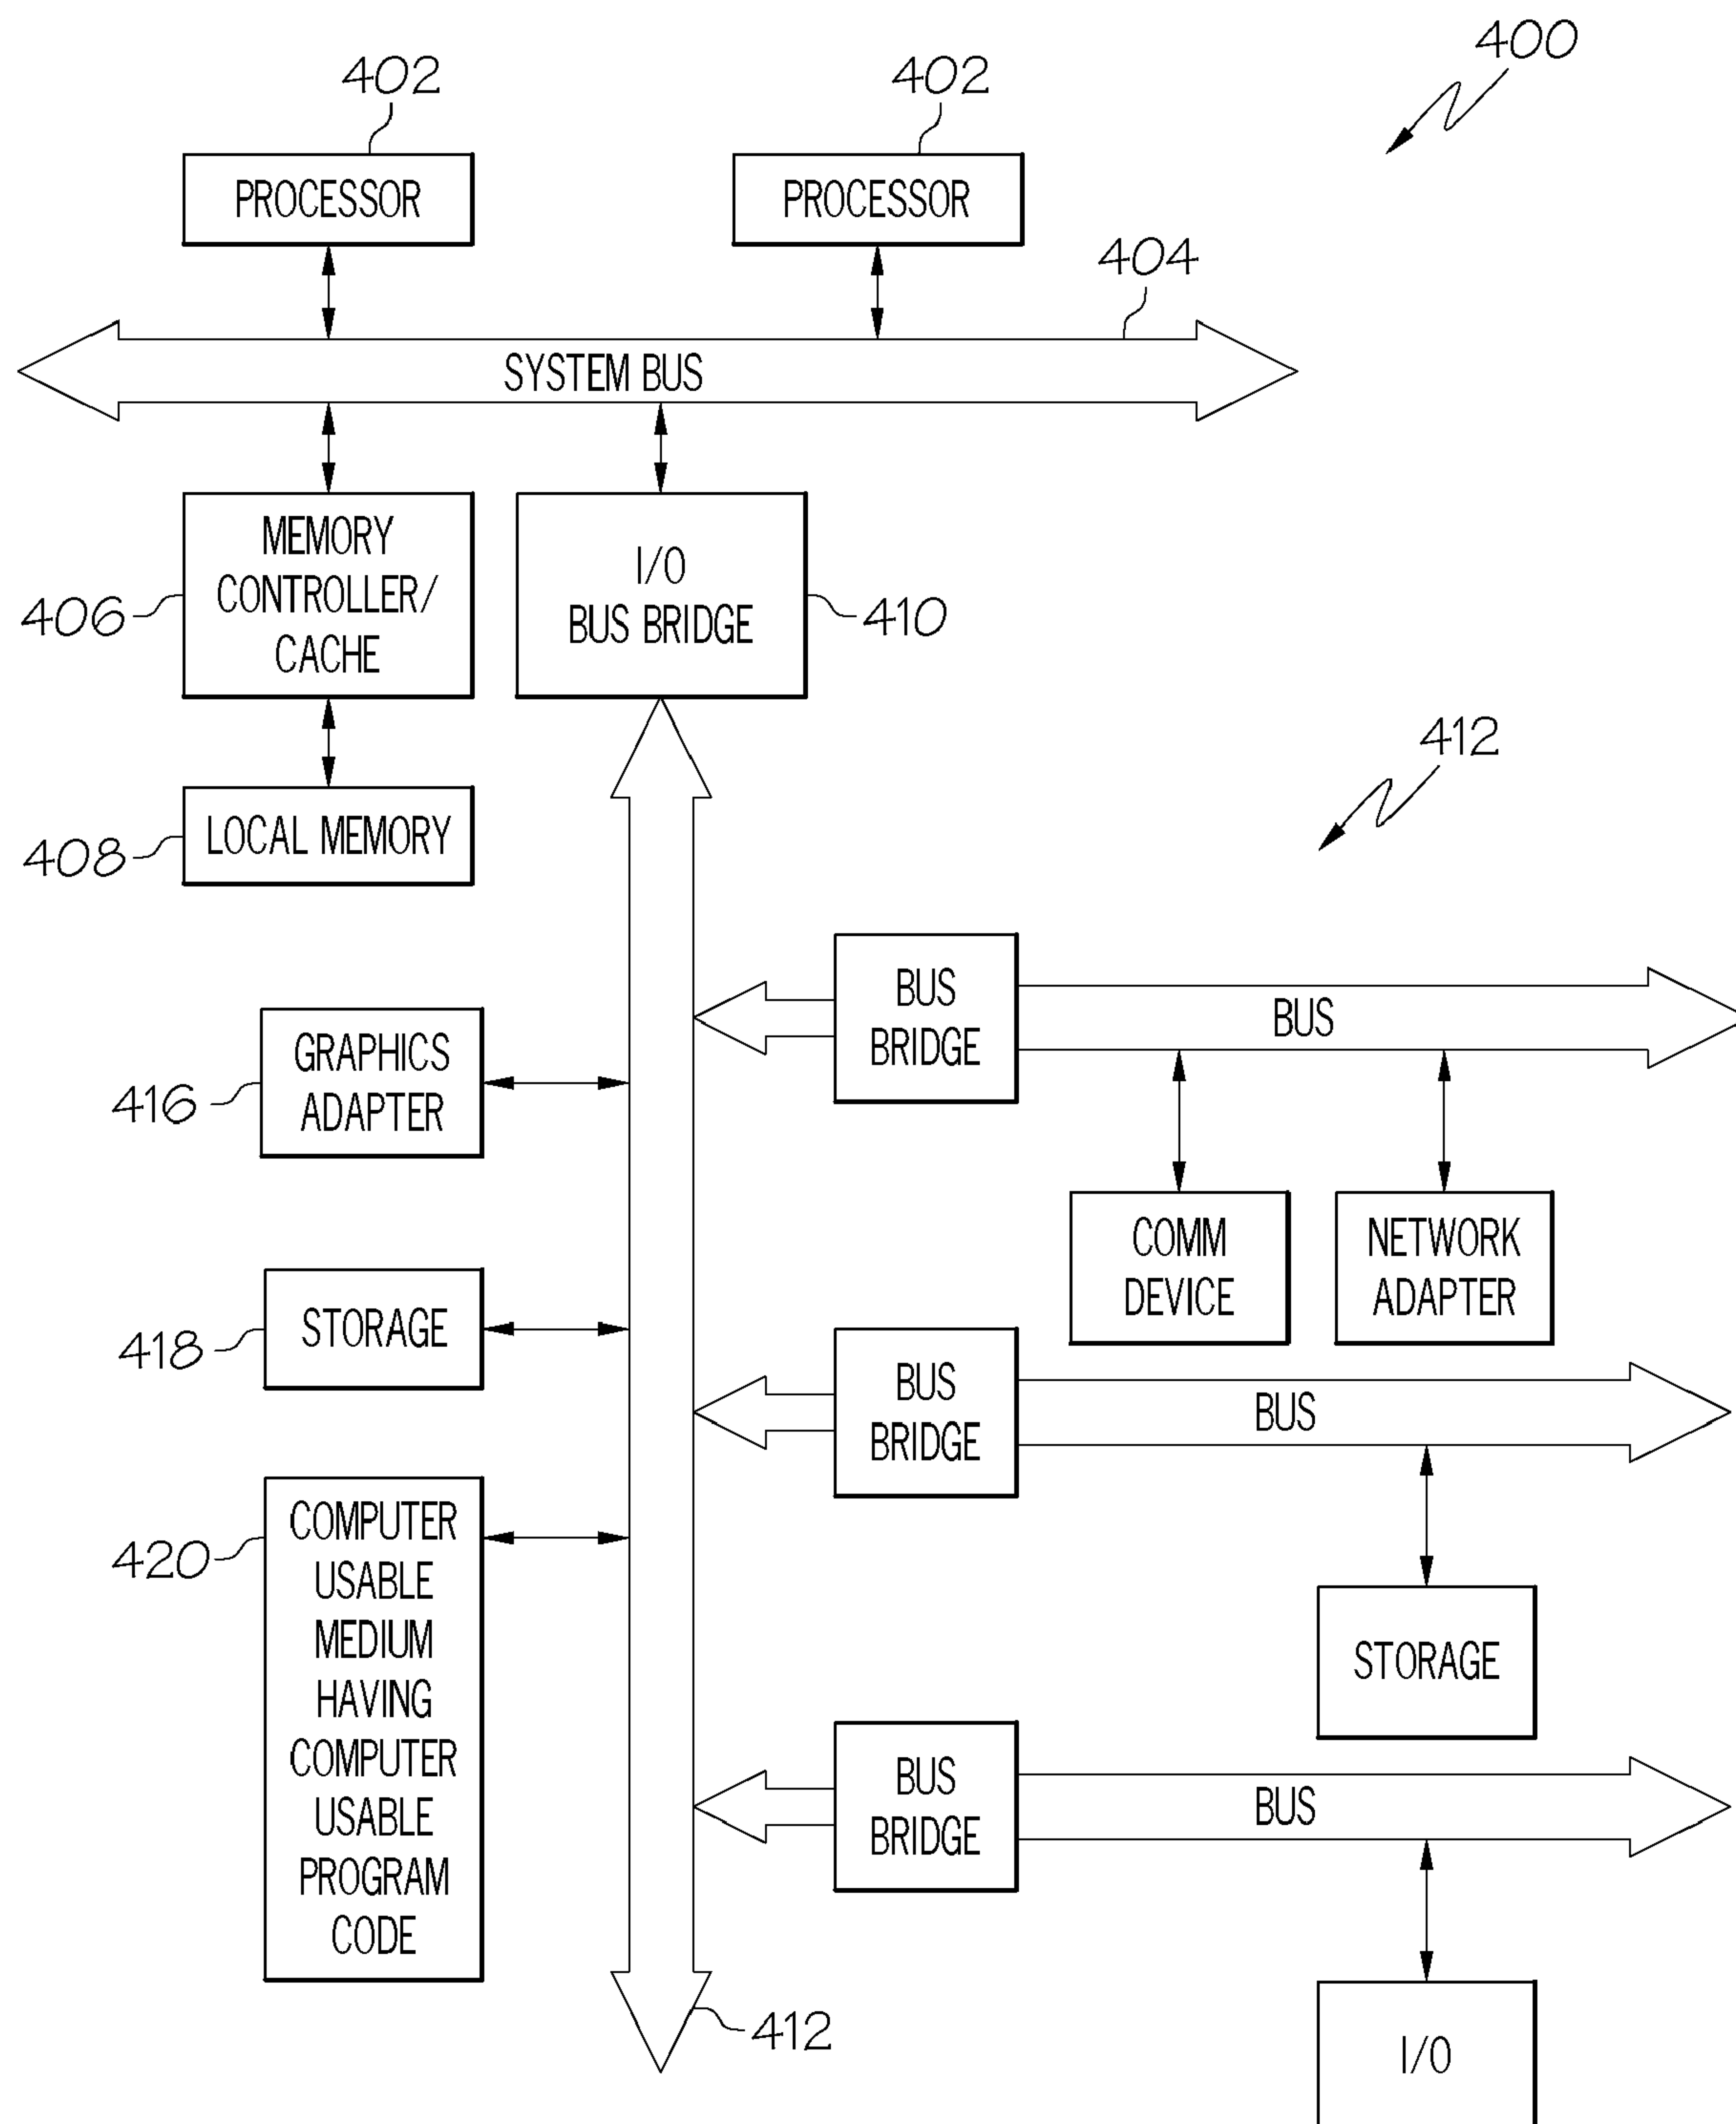 400
402
402
PROCESSOR
PROCESSOR
404
SYSTEM BUS
MEMORY
CONTROLLER/
CACHE
406
I/O
BUS BRIDGE
410
412
LOCAL MEMORY
408
BUS
BRIDGE
BUS
GRAPHICS
ADAPTER
416
COMM
DEVICE
NETWORK
ADAPTER
STORAGE
418
BUS
BRIDGE
BUS
COMPUTER
USABLE
MEDIUM
HAVING
COMPUTER
USABLE
PROGRAM
CODE
420
STORAGE
BUS
BRIDGE
BUS
412
I/O